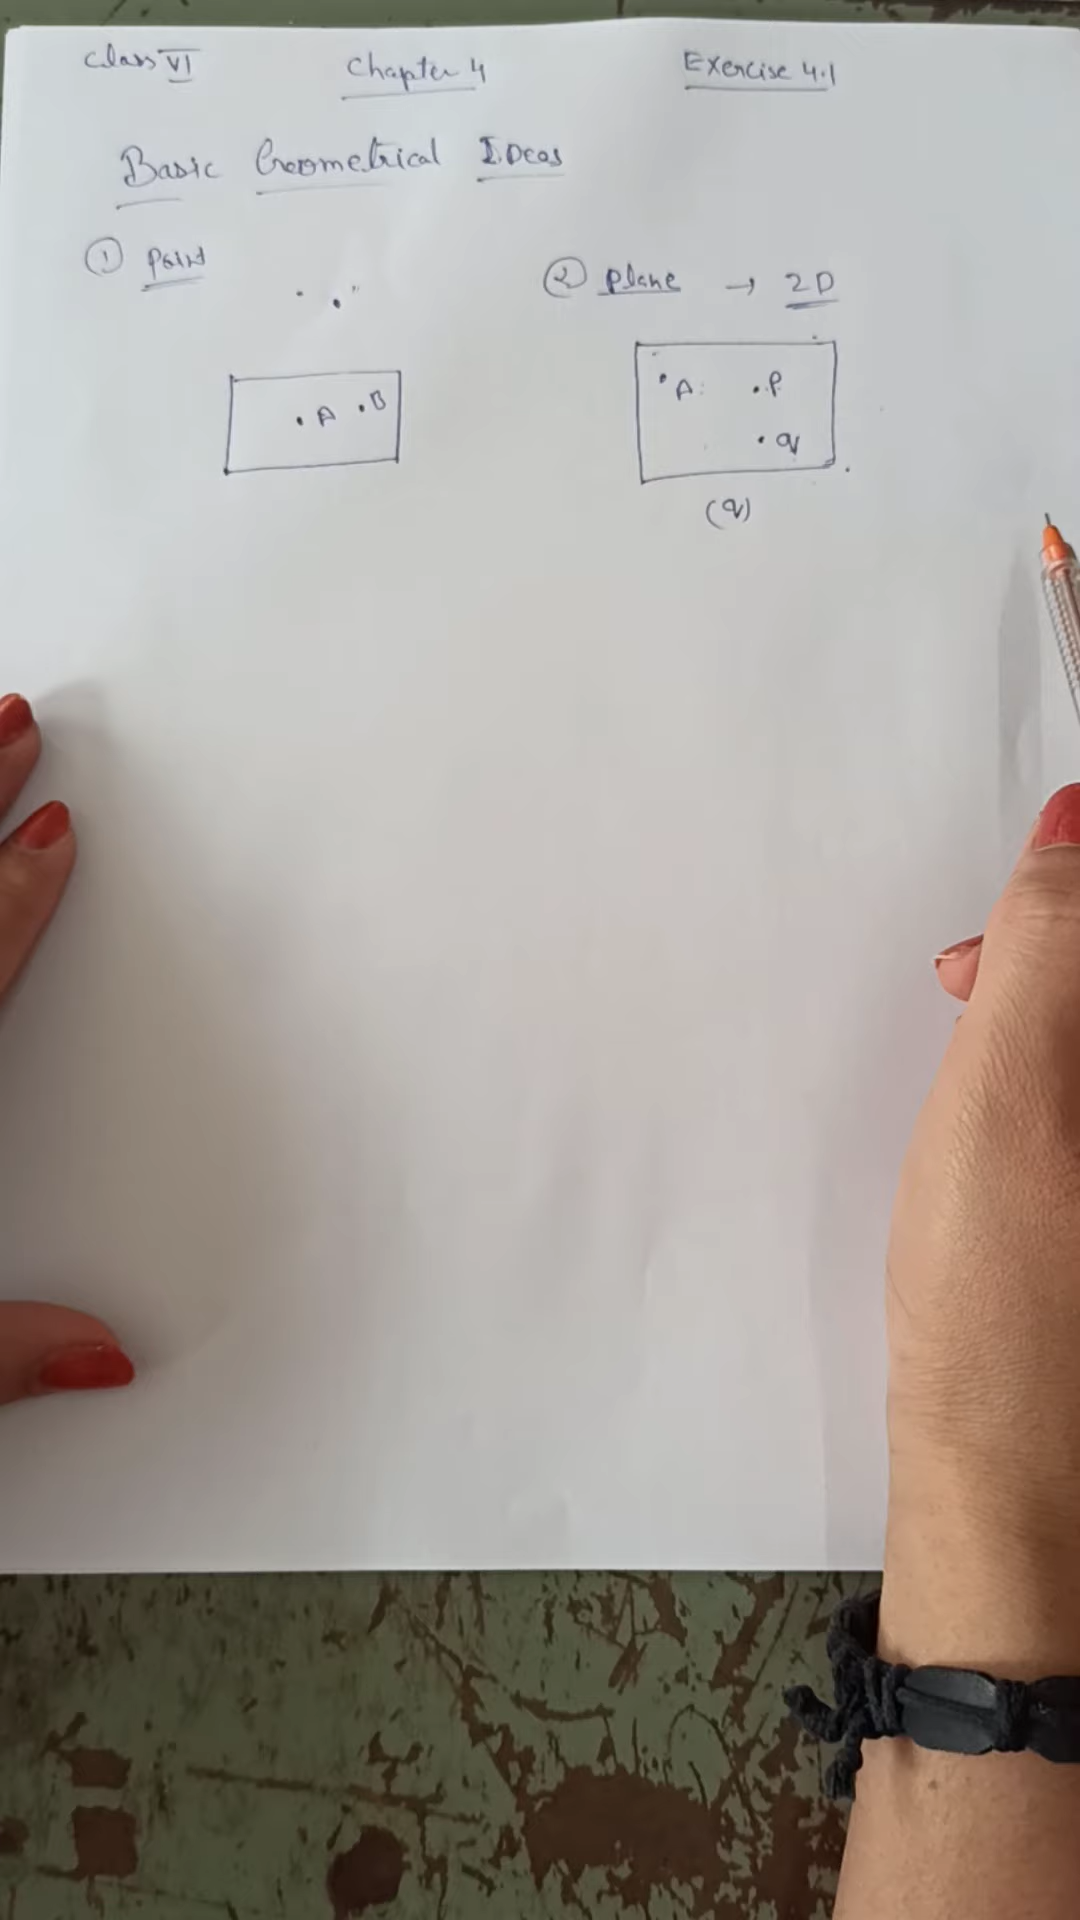 Class VI Chapter 4 Exercise 4.1
Basic Geometrical IDeas
① Point
② Plane → 2D
A B
A P
q
(q)